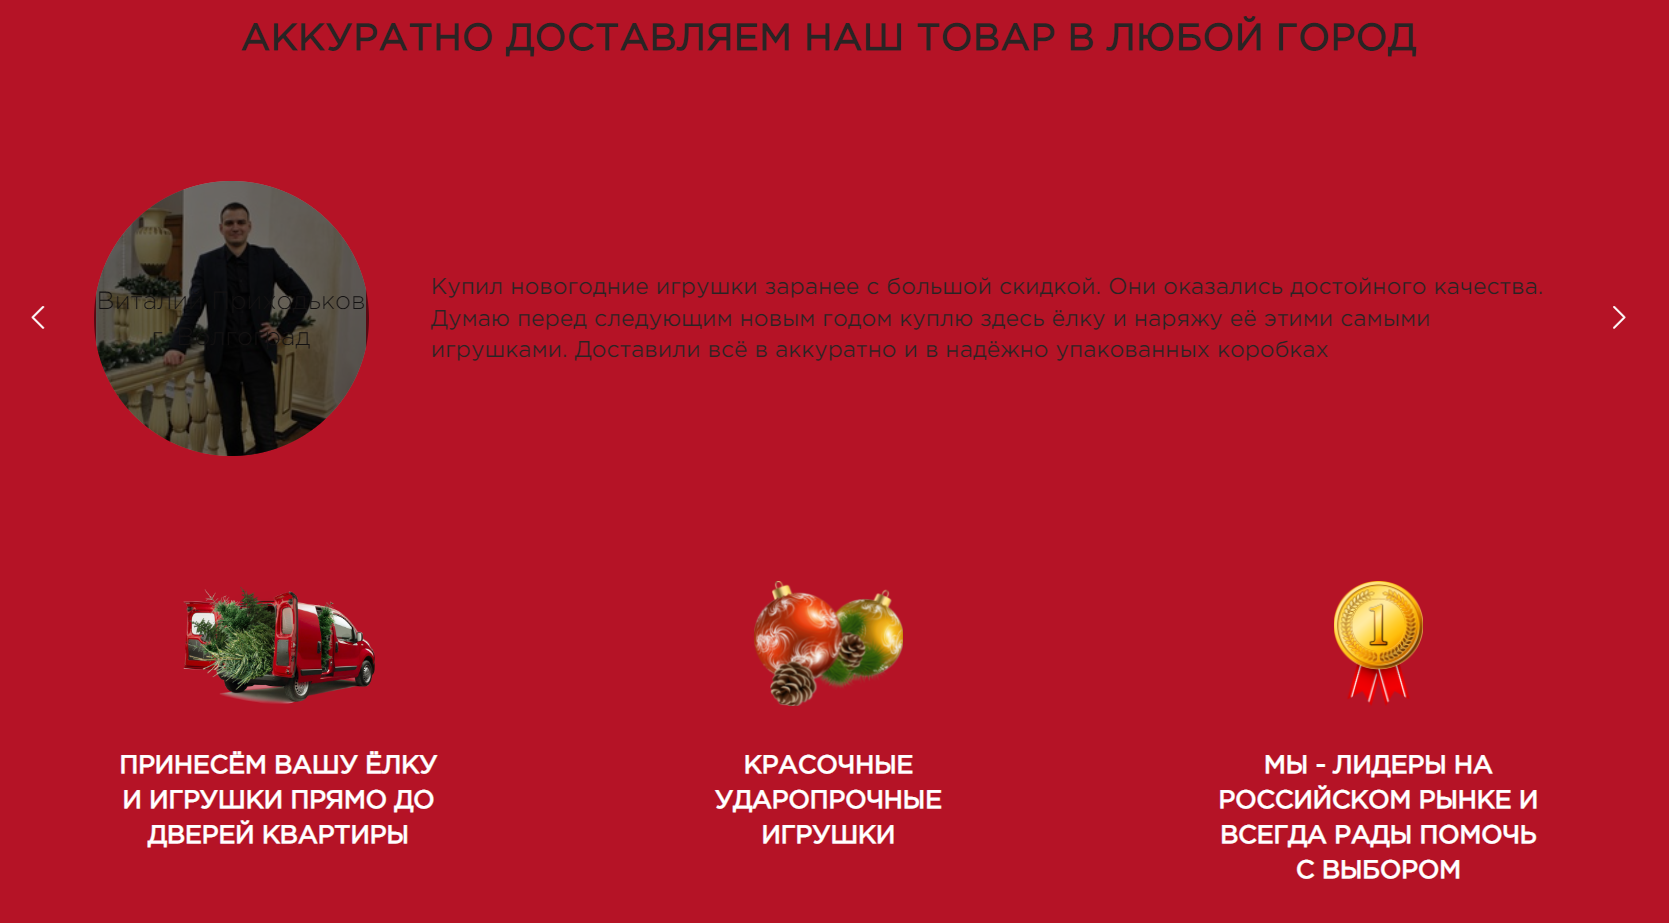 АККУРАТНО ДОСТАВЛЯЕМ НАШ ТОВАР В ЛЮБОЙ ГОРОД
Виталий
г. Волгоград
Купил новогодние игрушки заранее с большой скидкой. Они оказались достойного качества.
Думаю перед следующим новым годом куплю здесь ёлку и наряжу её этими самыми
игрушками. Доставили всё в аккуратно и в надёжно упакованных коробках
1
ПРИНЕСЁМ ВАШУ ЁЛКУ
И ИГРУШКИ ПРЯМО ДО
ДВЕРЕЙ КВАРТИРЫ
КРАСОЧНЫЕ
УДАРОПРОЧНЫЕ
ИГРУШКИ
МЫ - ЛИДЕРЫ НА
РОССИЙСКОМ РЫНКЕ И
ВСЕГДА РАДЫ ПОМОЧЬ
С ВЫБОРОМ